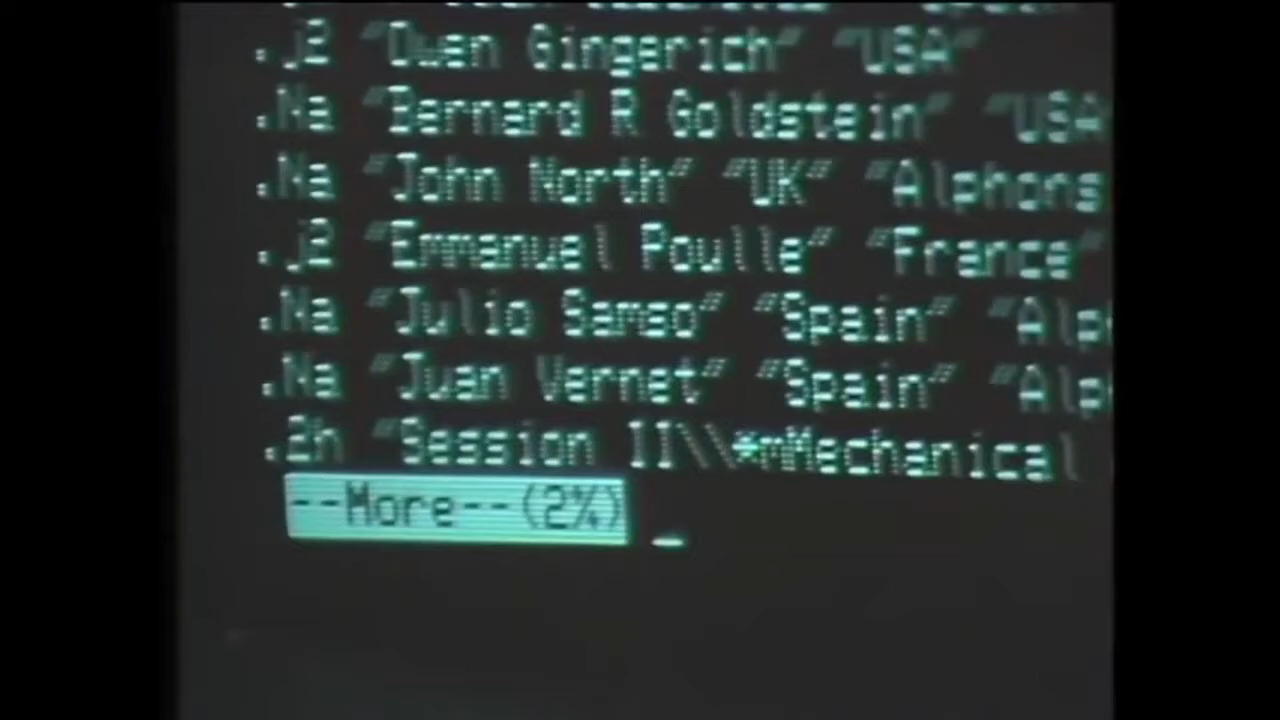 .j2 "Owen Gingerich" "USA"
.Na "Bernard R Goldstein" "USA
.Na "John North" "UK" "Alphons
.j2 "Emmanuel Poulle" "France"
.Na "Julio Samso" "Spain" "Alp
.Na "Juan Vernet" "Spain" "Alp
.2h "Session II\\*mMechanical
--More--(2%)